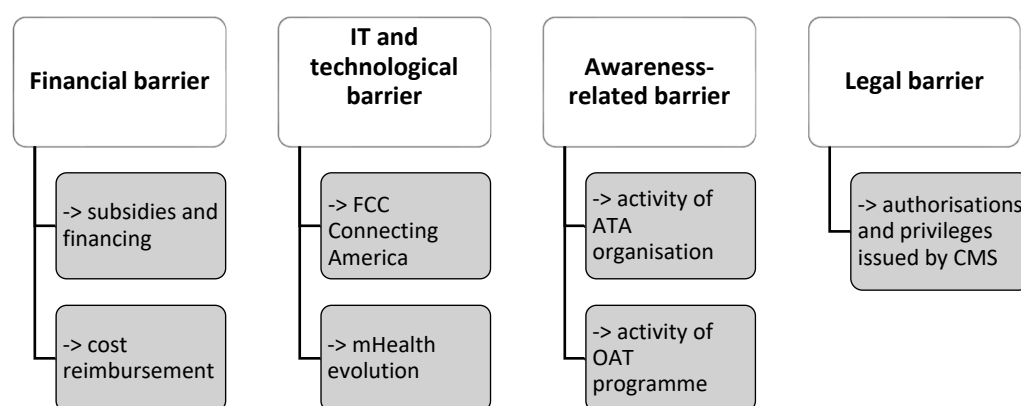 Financial barrier
-> subsidies and
financing
-> cost
reimbursement
IT and
technological
barrier
-> FCC
Connecting
America
-> mHealth
evolution
Awareness-
related barrier
-> activity of
ATA
organisation
-> activity of
OAT
programme
Legal barrier
-> authorisations
and privileges
issued by CMS